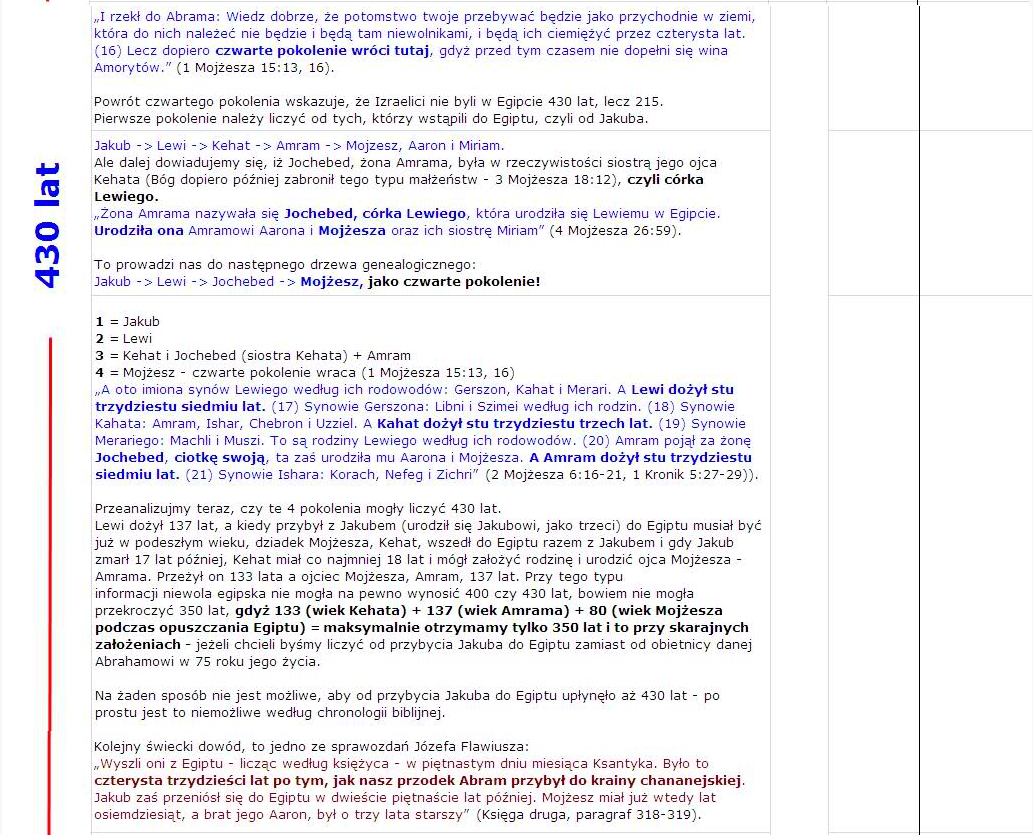 „I rzekł do Abrama: Wiedz dobrze, że potomstwo twoje przebywać będzie jako przychodnie w ziemi,
która do nich należeć nie będzie i będą tam niewolnikami, i będą ich ciemiężyć przez czterysta lat.
(16) Lecz dopiero czwarte pokolenie wróci tutaj, gdyż przed tym czasem nie dopełni się wina
Amorytów.” (1 Mojżesza 15:13, 16).
Powrót czwartego pokolenia wskazuje, że Izraelici nie byli w Egipcie 430 lat, lecz 215.
Pierwsze pokolenie należy liczyć od tych, którzy wstąpili do Egiptu, czyli od Jakuba.
430 lat
Jakub -> Lewi -> Kehat -> Amram -> Mojzesz, Aaron i Miriam.
Ale dalej dowiadujemy się, iż Jochebed, żona Amrama, była w rzeczywistości siostrą jego ojca
Kehata (Bóg dopiero później zabronił tego typu małżeństw - 3 Mojżesza 18:12), czyli córka
Lewiego.
„Żona Amrama nazywała się Jochebed, córka Lewiego, która urodziła się Lewiemu w Egipcie.
Urodziła ona Amramowi Aarona i Mojżesza oraz ich siostrę Miriam” (4 Mojżesza 26:59).
To prowadzi nas do następnego drzewa genealogicznego:
Jakub -> Lewi -> Jochebed -> Mojżesz, jako czwarte pokolenie!
1 = Jakub
2 = Lewi
3 = Kehat i Jochebed (siostra Kehata) + Amram
4 = Mojżesz - czwarte pokolenie wraca (1 Mojżesza 15:13, 16)
„A oto imiona synów Lewiego według ich rodowodów: Gerszon, Kahat i Merari. A Lewi dożył stu
trzydziestu siedmiu lat. (17) Synowie Gerszona: Libni i Szimei według ich rodzin. (18) Synowie
Kahata: Amram, Ishar, Chebron i Uzziel. A Kahat dożył stu trzydziestu trzech lat. (19) Synowie
Merariego: Machli i Muszi. To są rodziny Lewiego według ich rodowodów. (20) Amram pojął za żonę
Jochebed, ciotkę swoją, ta zaś urodziła mu Aarona i Mojżesza. A Amram dożył stu trzydziestu
siedmiu lat. (21) Synowie Ishara: Korach, Nefeg i Zichri” (2 Mojżesza 6:16-21, 1 Kronik 5:27-29)).
Przeanalizujmy teraz, czy te 4 pokolenia mogły liczyć 430 lat.
Lewi dożył 137 lat, a kiedy przybył z Jakubem (urodził się Jakubowi, jako trzeci) do Egiptu musiał być
już w podeszłym wieku, dziadek Mojżesza, Kehat, wszedł do Egiptu razem z Jakubem i gdy Jakub
zmarł 17 lat później, Kehat miał co najmniej 18 lat i mógł założyć rodzinę i urodzić ojca Mojżesza -
Amrama. Przeżył on 133 lata a ojciec Mojżesza, Amram, 137 lat. Przy tego typu
informacji niewola egipska nie mogła na pewno wynosić 400 czy 430 lat, bowiem nie mogła
przekroczyć 350 lat, gdyż 133 (wiek Kehata) + 137 (wiek Amrama) + 80 (wiek Mojżesza
podczas opuszczania Egiptu) = maksymalnie otrzymamy tylko 350 lat i to przy skarajnych
założeniach - jeżeli chcieli byśmy liczyć od przybycia Jakuba do Egiptu zamiast od obietnicy danej
Abrahamowi w 75 roku jego życia.
Na żaden sposób nie jest możliwe, aby od przybycia Jakuba do Egiptu upłynęło aż 430 lat - po
prostu jest to niemożliwe według chronologii biblijnej.
Kolejny świecki dowód, to jedno ze sprawozdań Józefa Flawiusza:
„Wyszli oni z Egiptu - licząc według księżyca - w piętnastym dniu miesiąca Ksantyka. Było to
czterysta trzydzieści lat po tym, jak nasz przodek Abram przybył do krainy chananejskiej.
Jakub zaś przeniósł się do Egiptu w dwieście piętnaście lat później. Mojżesz miał już wtedy lat
osiemdziesiąt, a brat jego Aaron, był o trzy lata starszy” (Księga druga, paragraf 318-319).